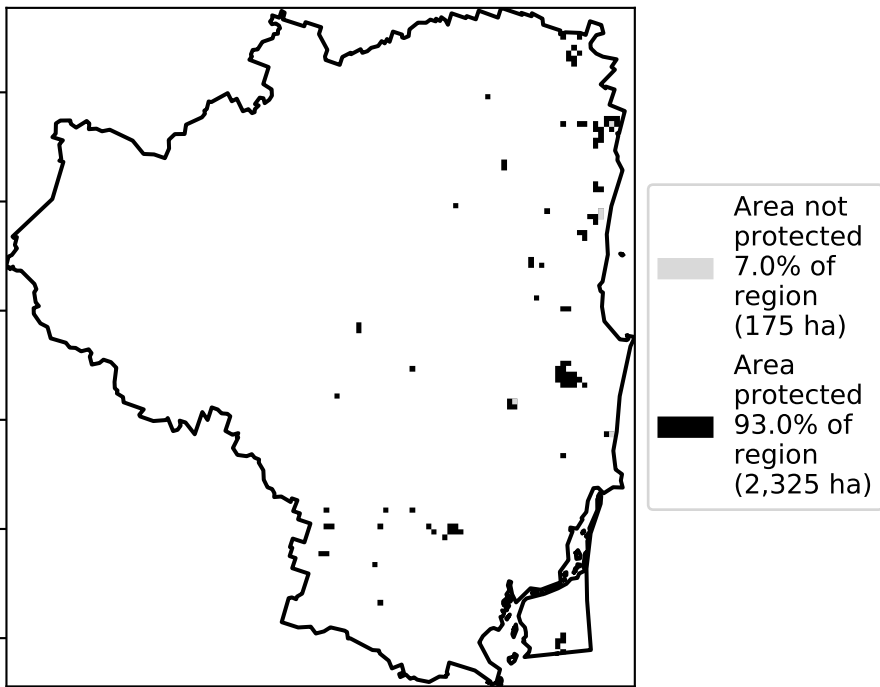 Area not
protected
7.0% of
region
(175 ha)
Area
protected
93.0% of
region
(2,325 ha)